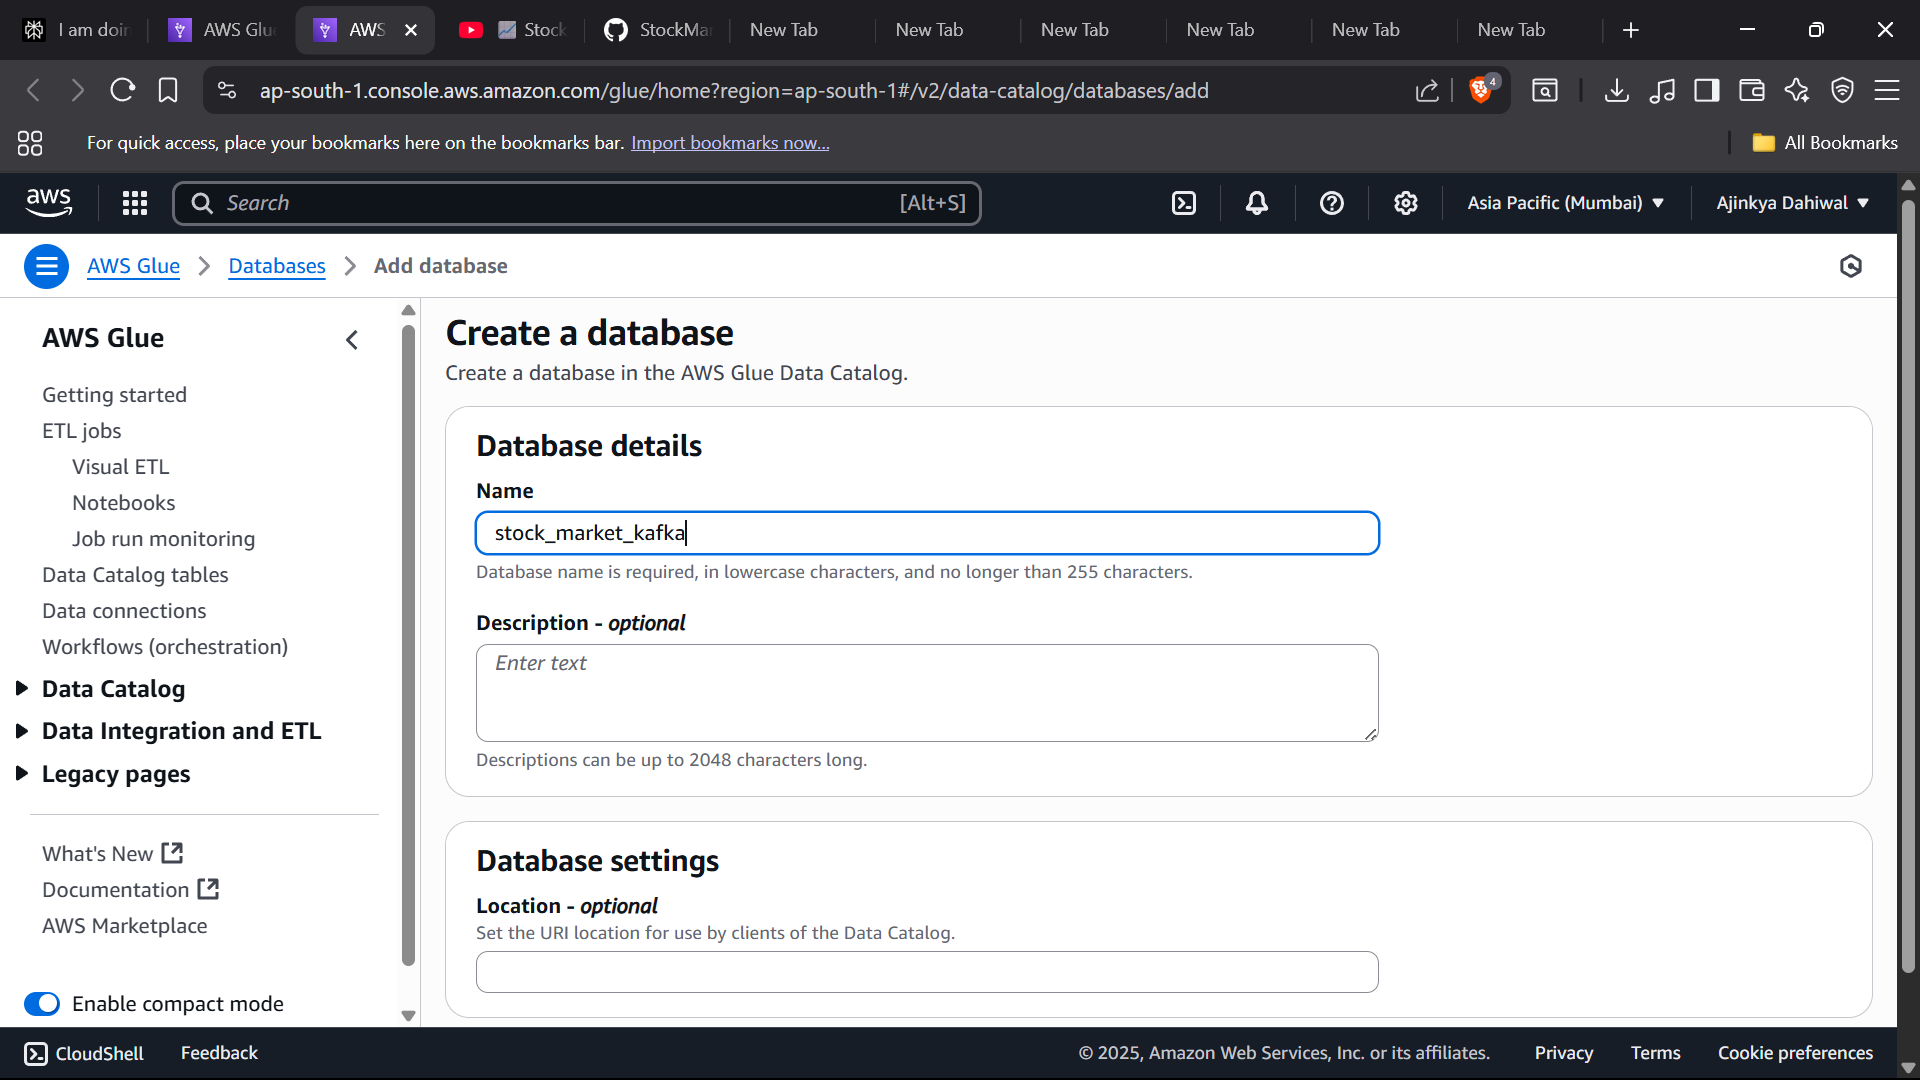 I am doin
AWS Glu
AWS
Stock
StockMar
New Tab
New Tab
New Tab
New Tab
New Tab
New Tab
ap-south-1.console.aws.amazon.com/glue/home?region=ap-south-1#/v2/data-catalog/databases/add
4
For quick access, place your bookmarks here on the bookmarks bar. Import bookmarks now...
All Bookmarks
aws
Search
[Alt+S]
Asia Pacific (Mumbai)
Ajinkya Dahiwal
AWS Glue
Databases
Add database
AWS Glue
Getting started
ETL jobs
Visual ETL
Notebooks
Job run monitoring
Data Catalog tables
Data connections
Workflows (orchestration)
Data Catalog
Data Integration and ETL
Legacy pages
What's New
Documentation
AWS Marketplace
Enable compact mode
Create a database
Create a database in the AWS Glue Data Catalog.
Database details
Name
stock_market_kafka
Database name is required, in lowercase characters, and no longer than 255 characters.
Description - optional
Enter text
Descriptions can be up to 2048 characters long.
Database settings
Location - optional
Set the URI location for use by clients of the Data Catalog.
CloudShell
Feedback
© 2025, Amazon Web Services, Inc. or its affiliates.
Privacy
Terms
Cookie preferences